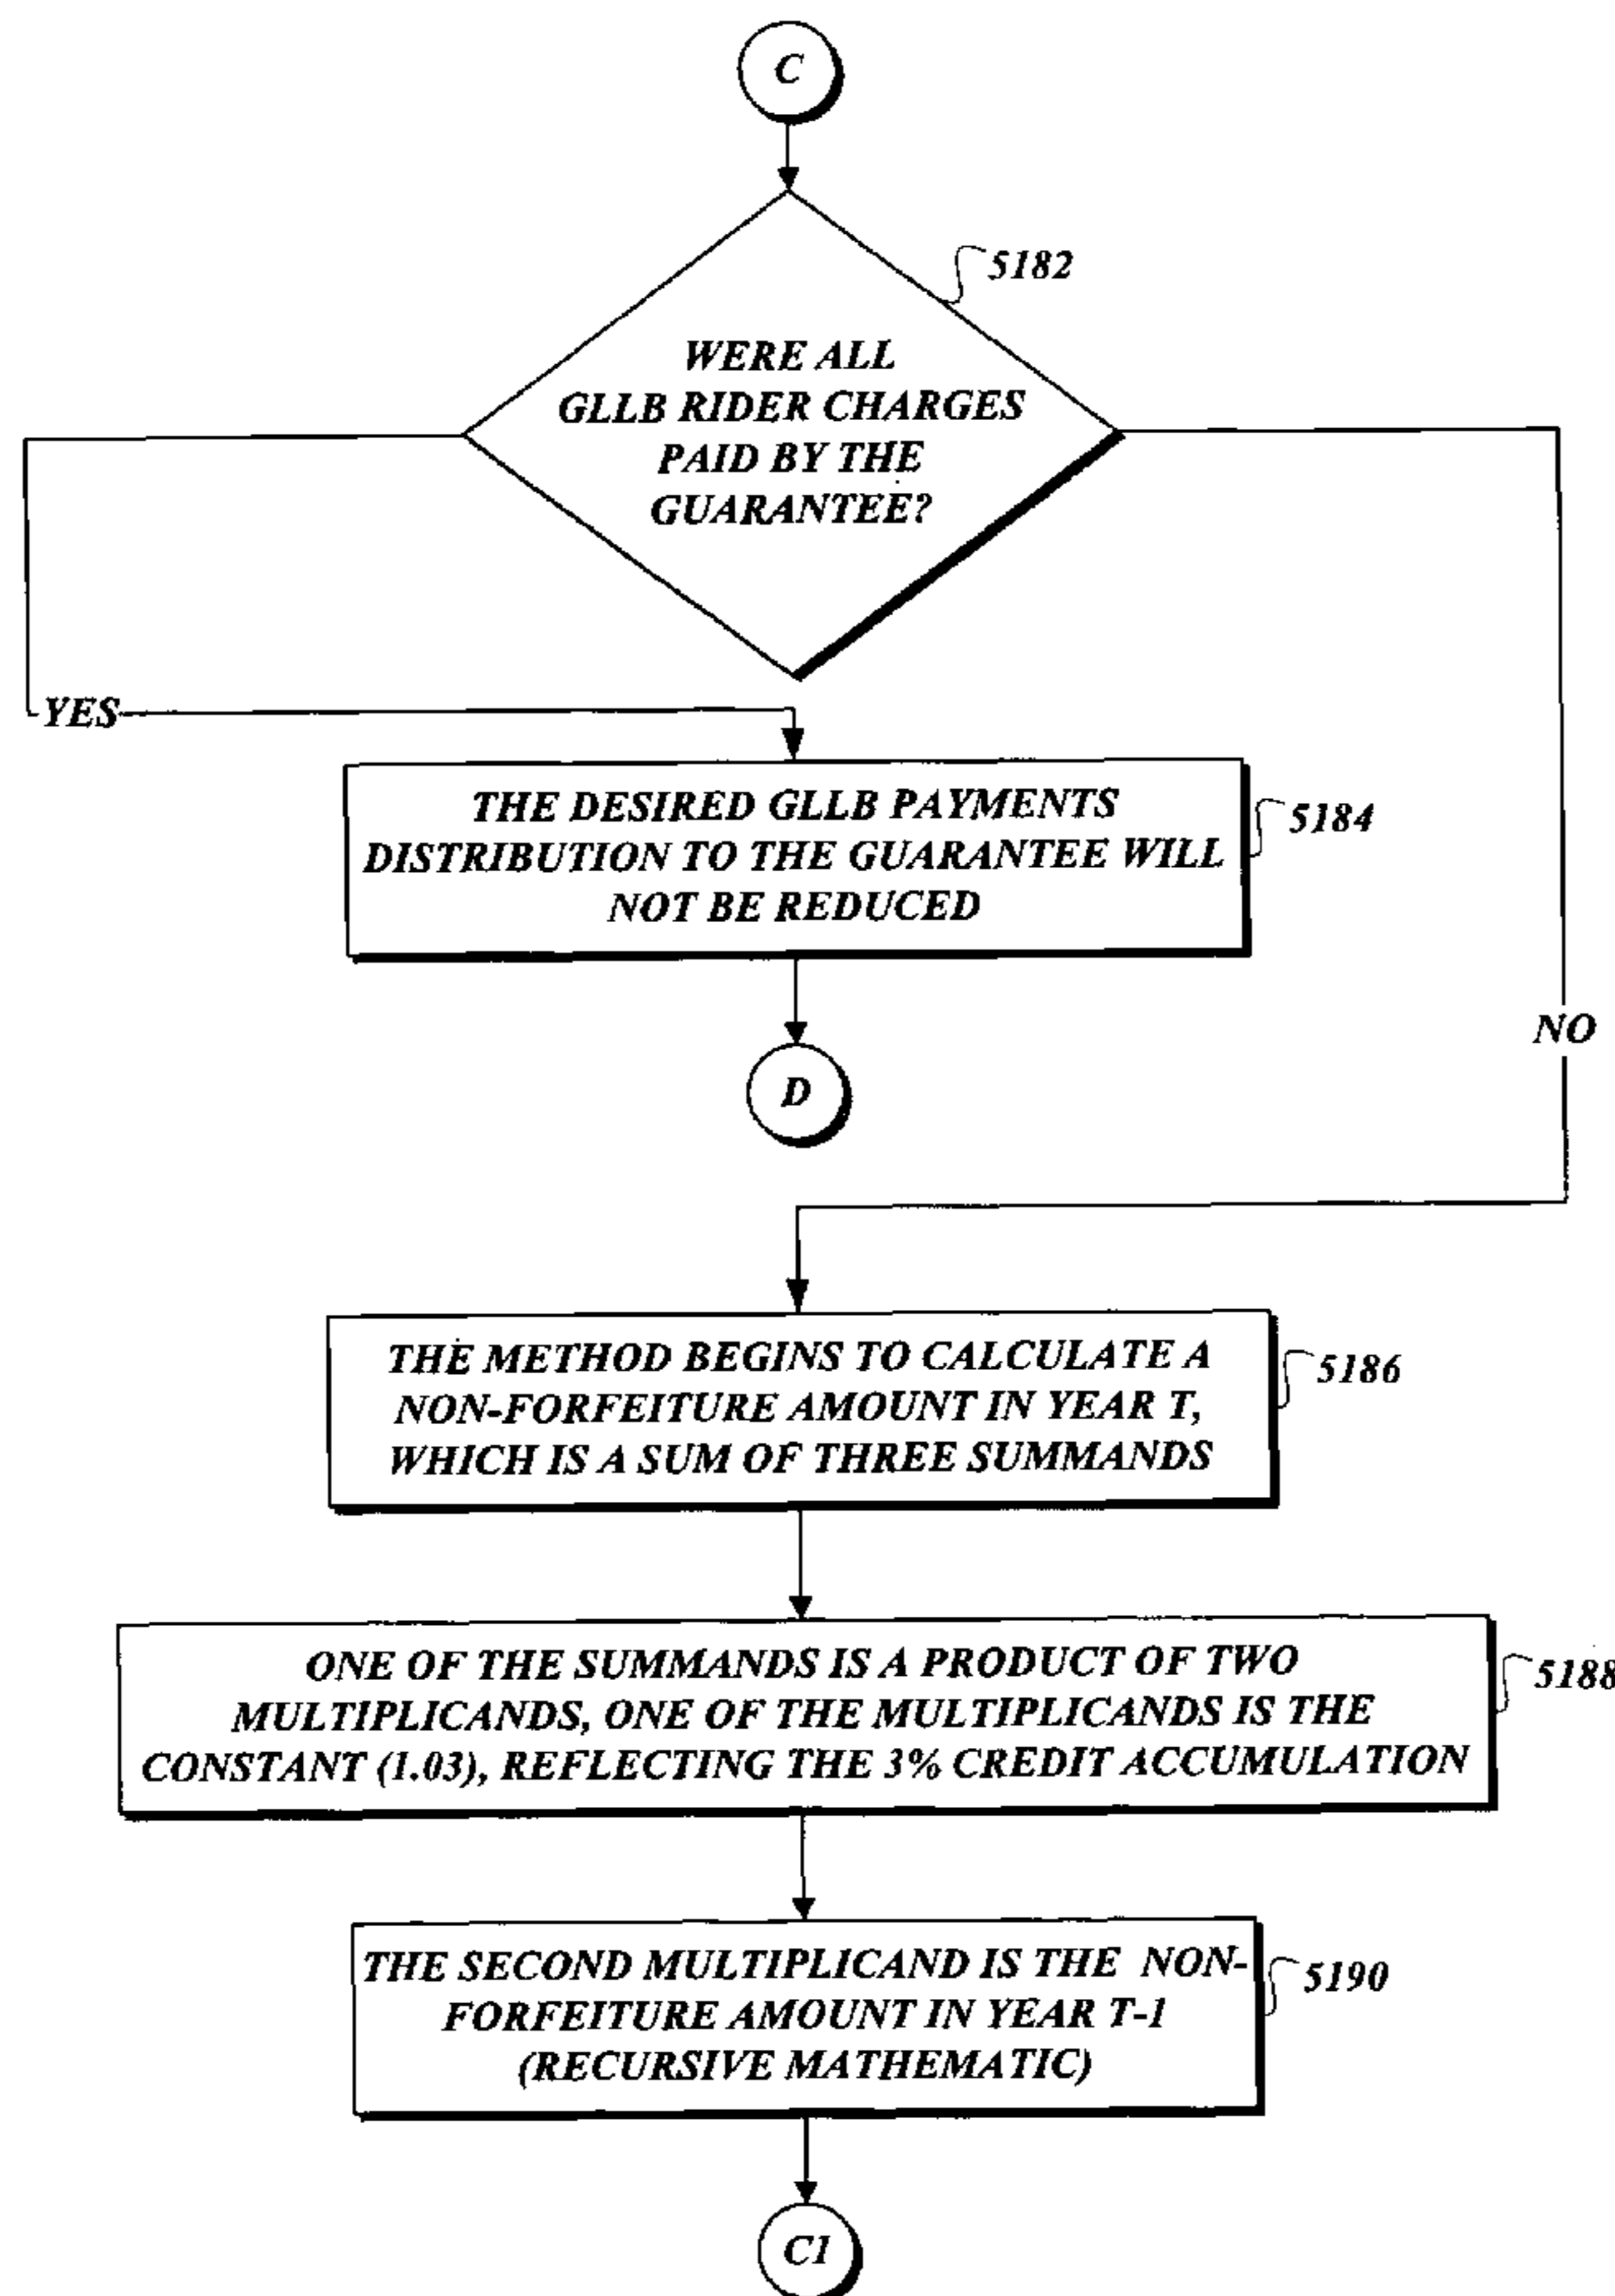 C
5182
WERE ALL
GLLB RIDER CHARGES
PAID BY THE
GUARANTEE?
YES
THE DESIRED GLLB PAYMENTS
DISTRIBUTION TO THE GUARANTEE WILL
NOT BE REDUCED
5184
D
NO
THE METHOD BEGINS TO CALCULATE A
NON-FORFEITURE AMOUNT IN YEAR T,
WHICH IS A SUM OF THREE SUMMANDS
5186
ONE OF THE SUMMANDS IS A PRODUCT OF TWO
MULTIPLICANDS, ONE OF THE MULTIPLICANDS IS THE
CONSTANT (1.03), REFLECTING THE 3% CREDIT ACCUMULATION
5188
THE SECOND MULTIPLICAND IS THE NON-
FORFEITURE AMOUNT IN YEAR T-1
(RECURSIVE MATHEMATIC)
5190
C1